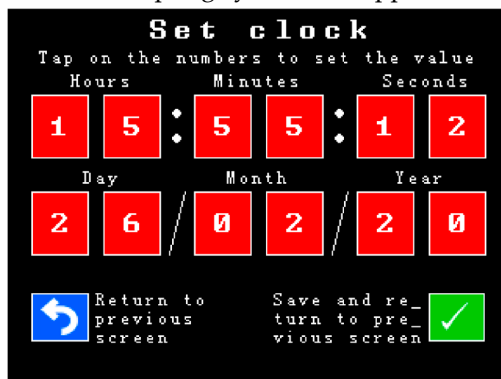 Set clock
Tap on the numbers to set the value
Hours Minutes Seconds
1 5 : 5 5 : 1 2
Day Month Year
2 6 / 0 2 / 2 0
Return to
previous
screen
Save and re_
turn to pre_
vious screen